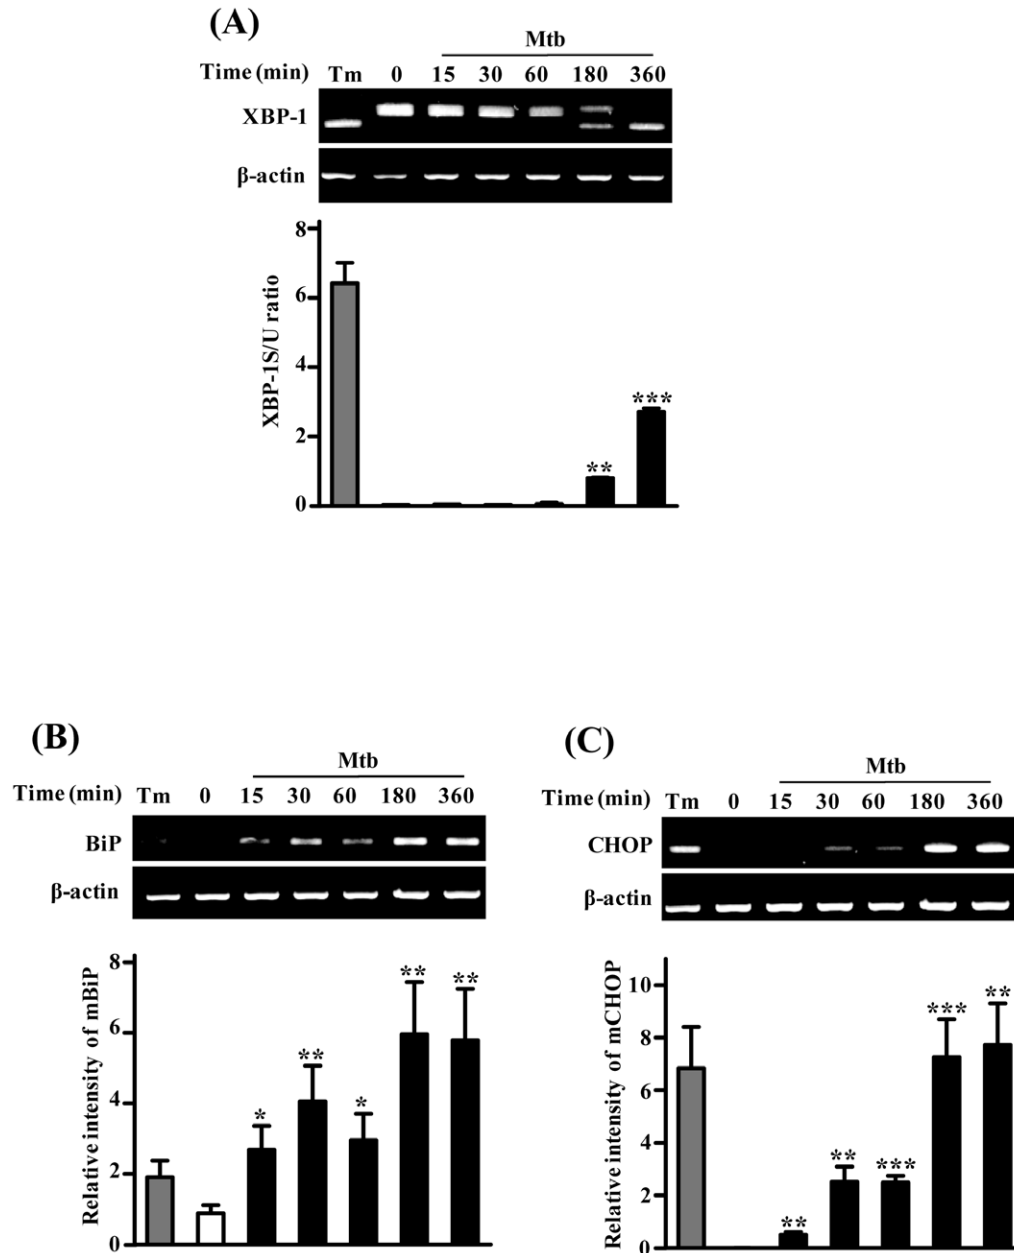 (A)
Mtb
Time (min) Tm 0 15 30 60 180 360
XBP-1
β-actin
XBP-1S/U ratio
8
6
4
2
0
**
***
(B)
Mtb
Time (min) Tm 0 15 30 60 180 360
BiP
β-actin
Relative intensity of mBiP
8
6
4
2
0
*
**
*
**
**
(C)
Mtb
Time (min) Tm 0 15 30 60 180 360
CHOP
β-actin
Relative intensity of mCHOP
10
8
6
4
2
0
**
**
***
***
**